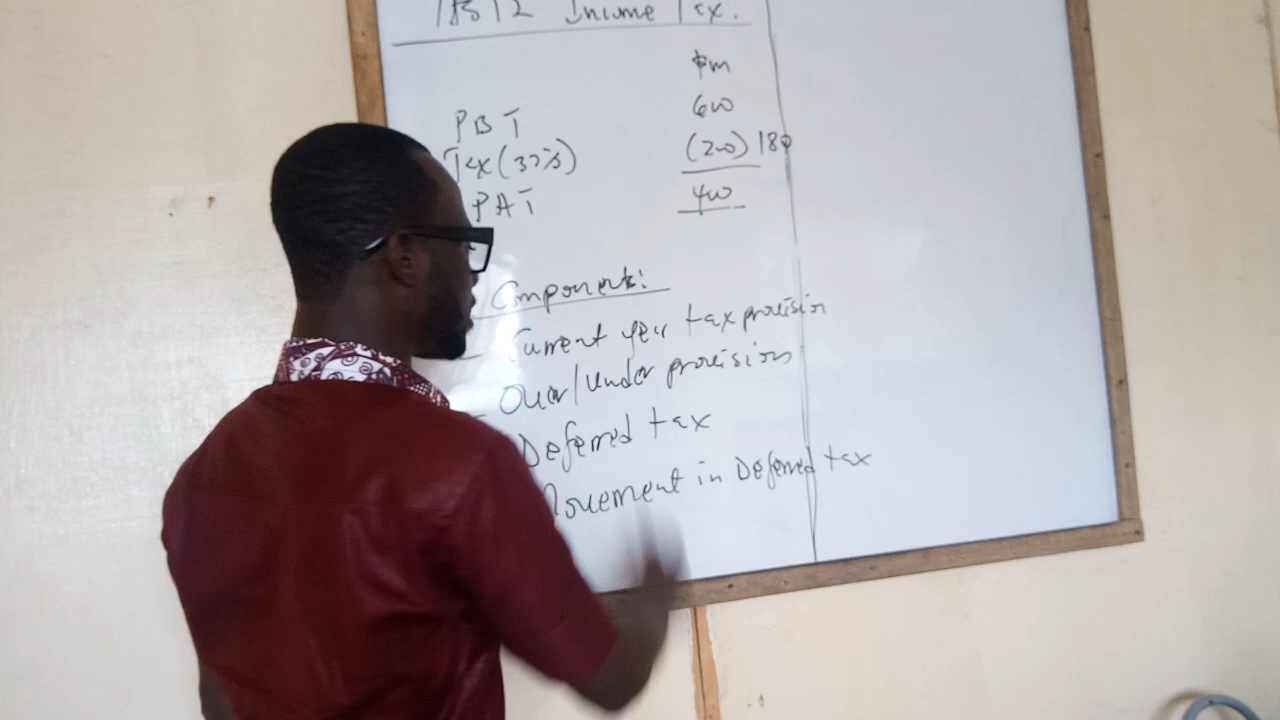 IAS 12 Income Tax.
$m
PBT 600
Tax (30%) (200) 180
PAT 400
Components:
- Current year tax provision
- Over/Under provision
Deferred tax
Movement in Deferred tax